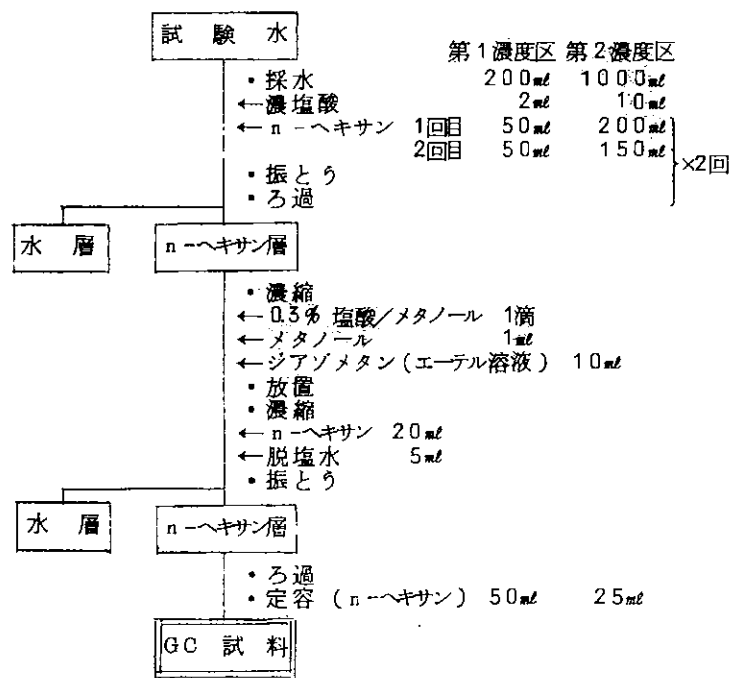 試験水
第1濃度区 第2濃度区
・採水 200ml 1000ml
←濃塩酸 2ml 10ml
←n-ヘキサン 1回目 50ml 200ml
2回目 50ml 150ml
×2回
・振とう
・ろ過
水層 n-ヘキサン層
・濃縮
←0.3% 塩酸/メタノール 1滴
←メタノール 1ml
←ジアゾメタン(エーテル溶液) 10ml
・放置
・濃縮
←n-ヘキサン 20ml
←脱塩水 5ml
・振とう
水層 n-ヘキサン層
・ろ過
・定容(n-ヘキサン) 50ml 25ml
GC 試料